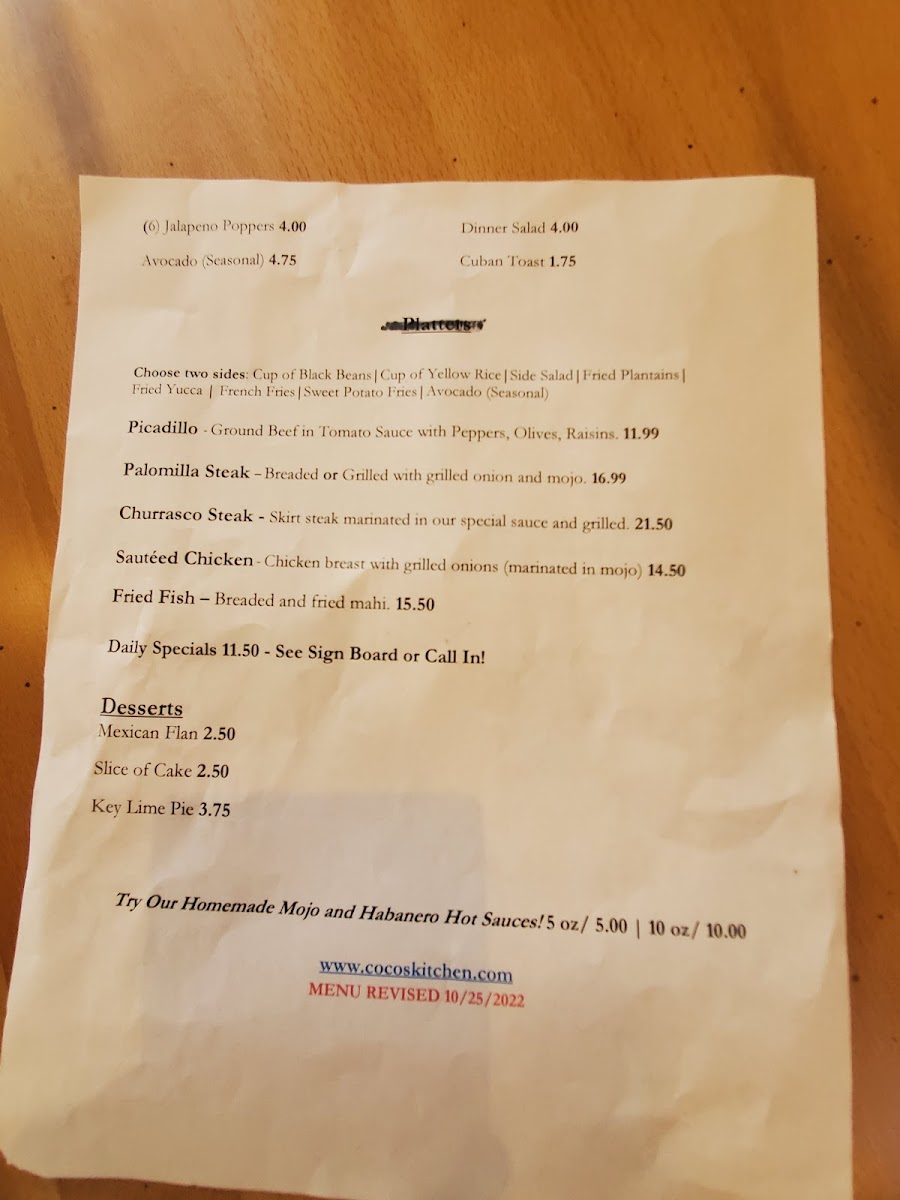 (6) Jalapeno Poppers 4.00 Dinner Salad 4.00
Avocado (Seasonal) 4.75 Cuban Toast 1.75
Platters
Choose two sides: Cup of Black Beans | Cup of Yellow Rice | Side Salad | Fried Plantains |
Fried Yucca | French Fries | Sweet Potato Fries | Avocado (Seasonal)
Picadillo - Ground Beef in Tomato Sauce with Peppers, Olives, Raisins. 11.99
Palomilla Steak – Breaded or Grilled with grilled onion and mojo. 16.99
Churrasco Steak - Skirt steak marinated in our special sauce and grilled. 21.50
Sautéed Chicken - Chicken breast with grilled onions (marinated in mojo) 14.50
Fried Fish – Breaded and fried mahi. 15.50
Daily Specials 11.50 - See Sign Board or Call In!
Desserts
Mexican Flan 2.50
Slice of Cake 2.50
Key Lime Pie 3.75
Try Our Homemade Mojo and Habanero Hot Sauces! 5 oz/ 5.00 | 10 oz/ 10.00
www.cocoskitchen.com
MENU REVISED 10/25/2022